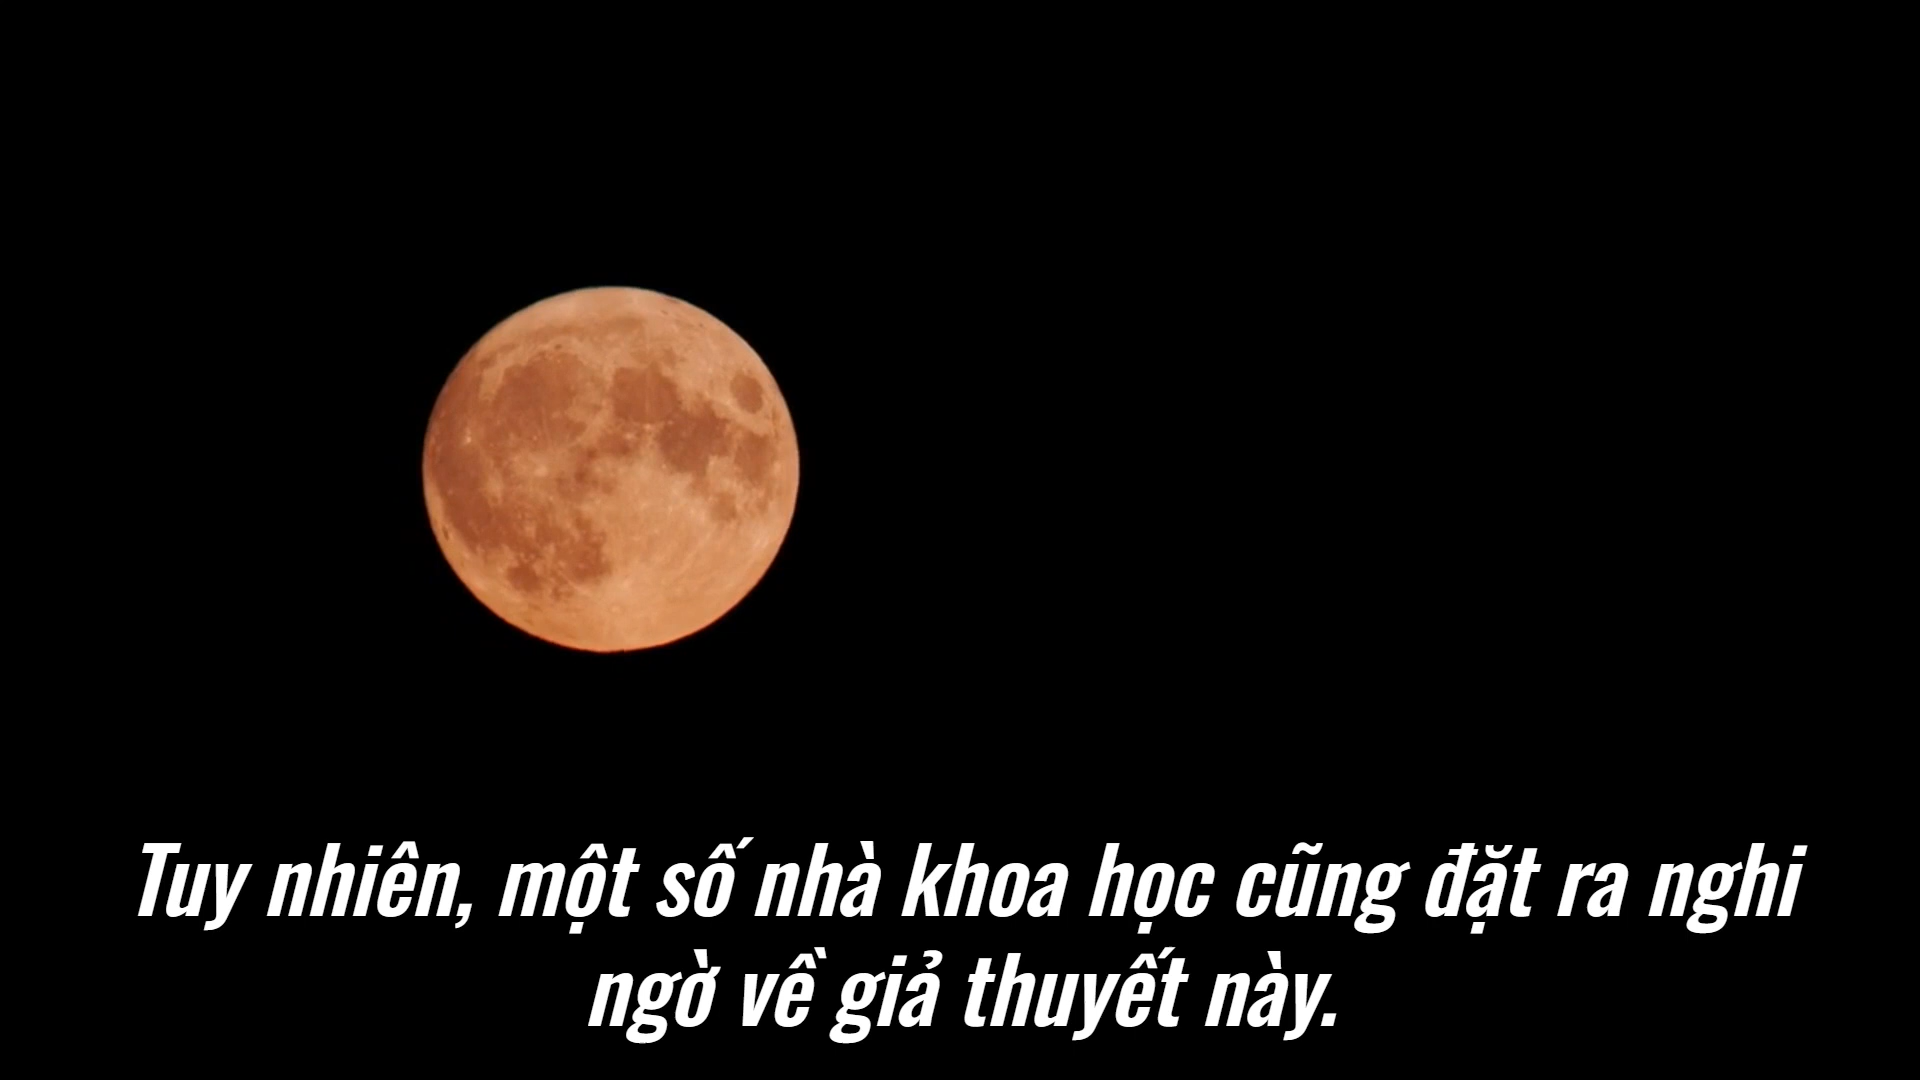 Tuy nhiên, một số nhà khoa học cũng đặt ra nghi
ngờ về giả thuyết này.